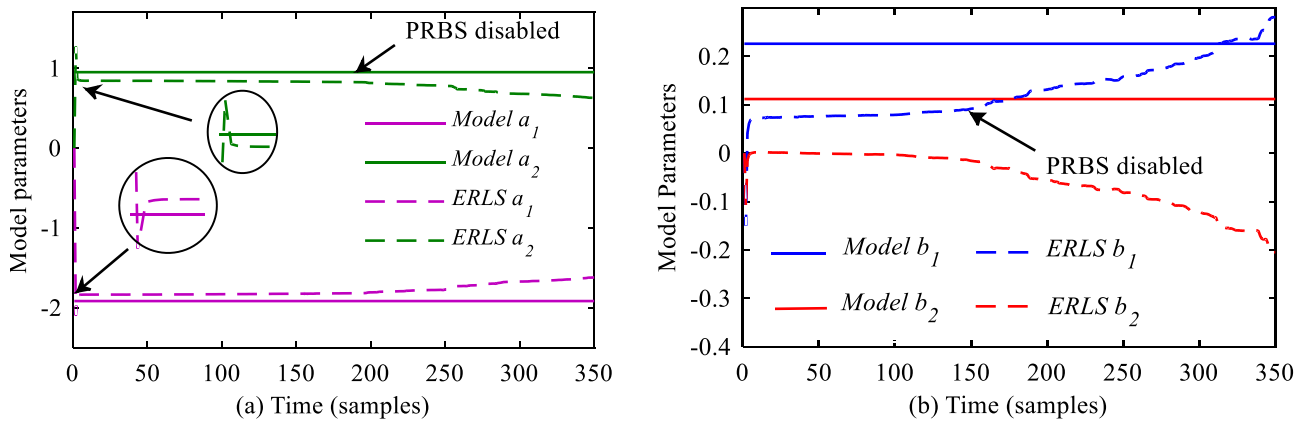 Model parameters
1
0
-1
-2
0
50
100
150
200
250
300
350
PRBS disabled
Model a1
Model a2
ERLS a1
ERLS a2
(a) Time (samples)
Model Parameters
0.2
0.1
0
-0.1
-0.2
-0.3
-0.4
0
50
100
150
200
250
300
350
PRBS disabled
Model b1
ERLS b1
Model b2
ERLS b2
(b) Time (samples)